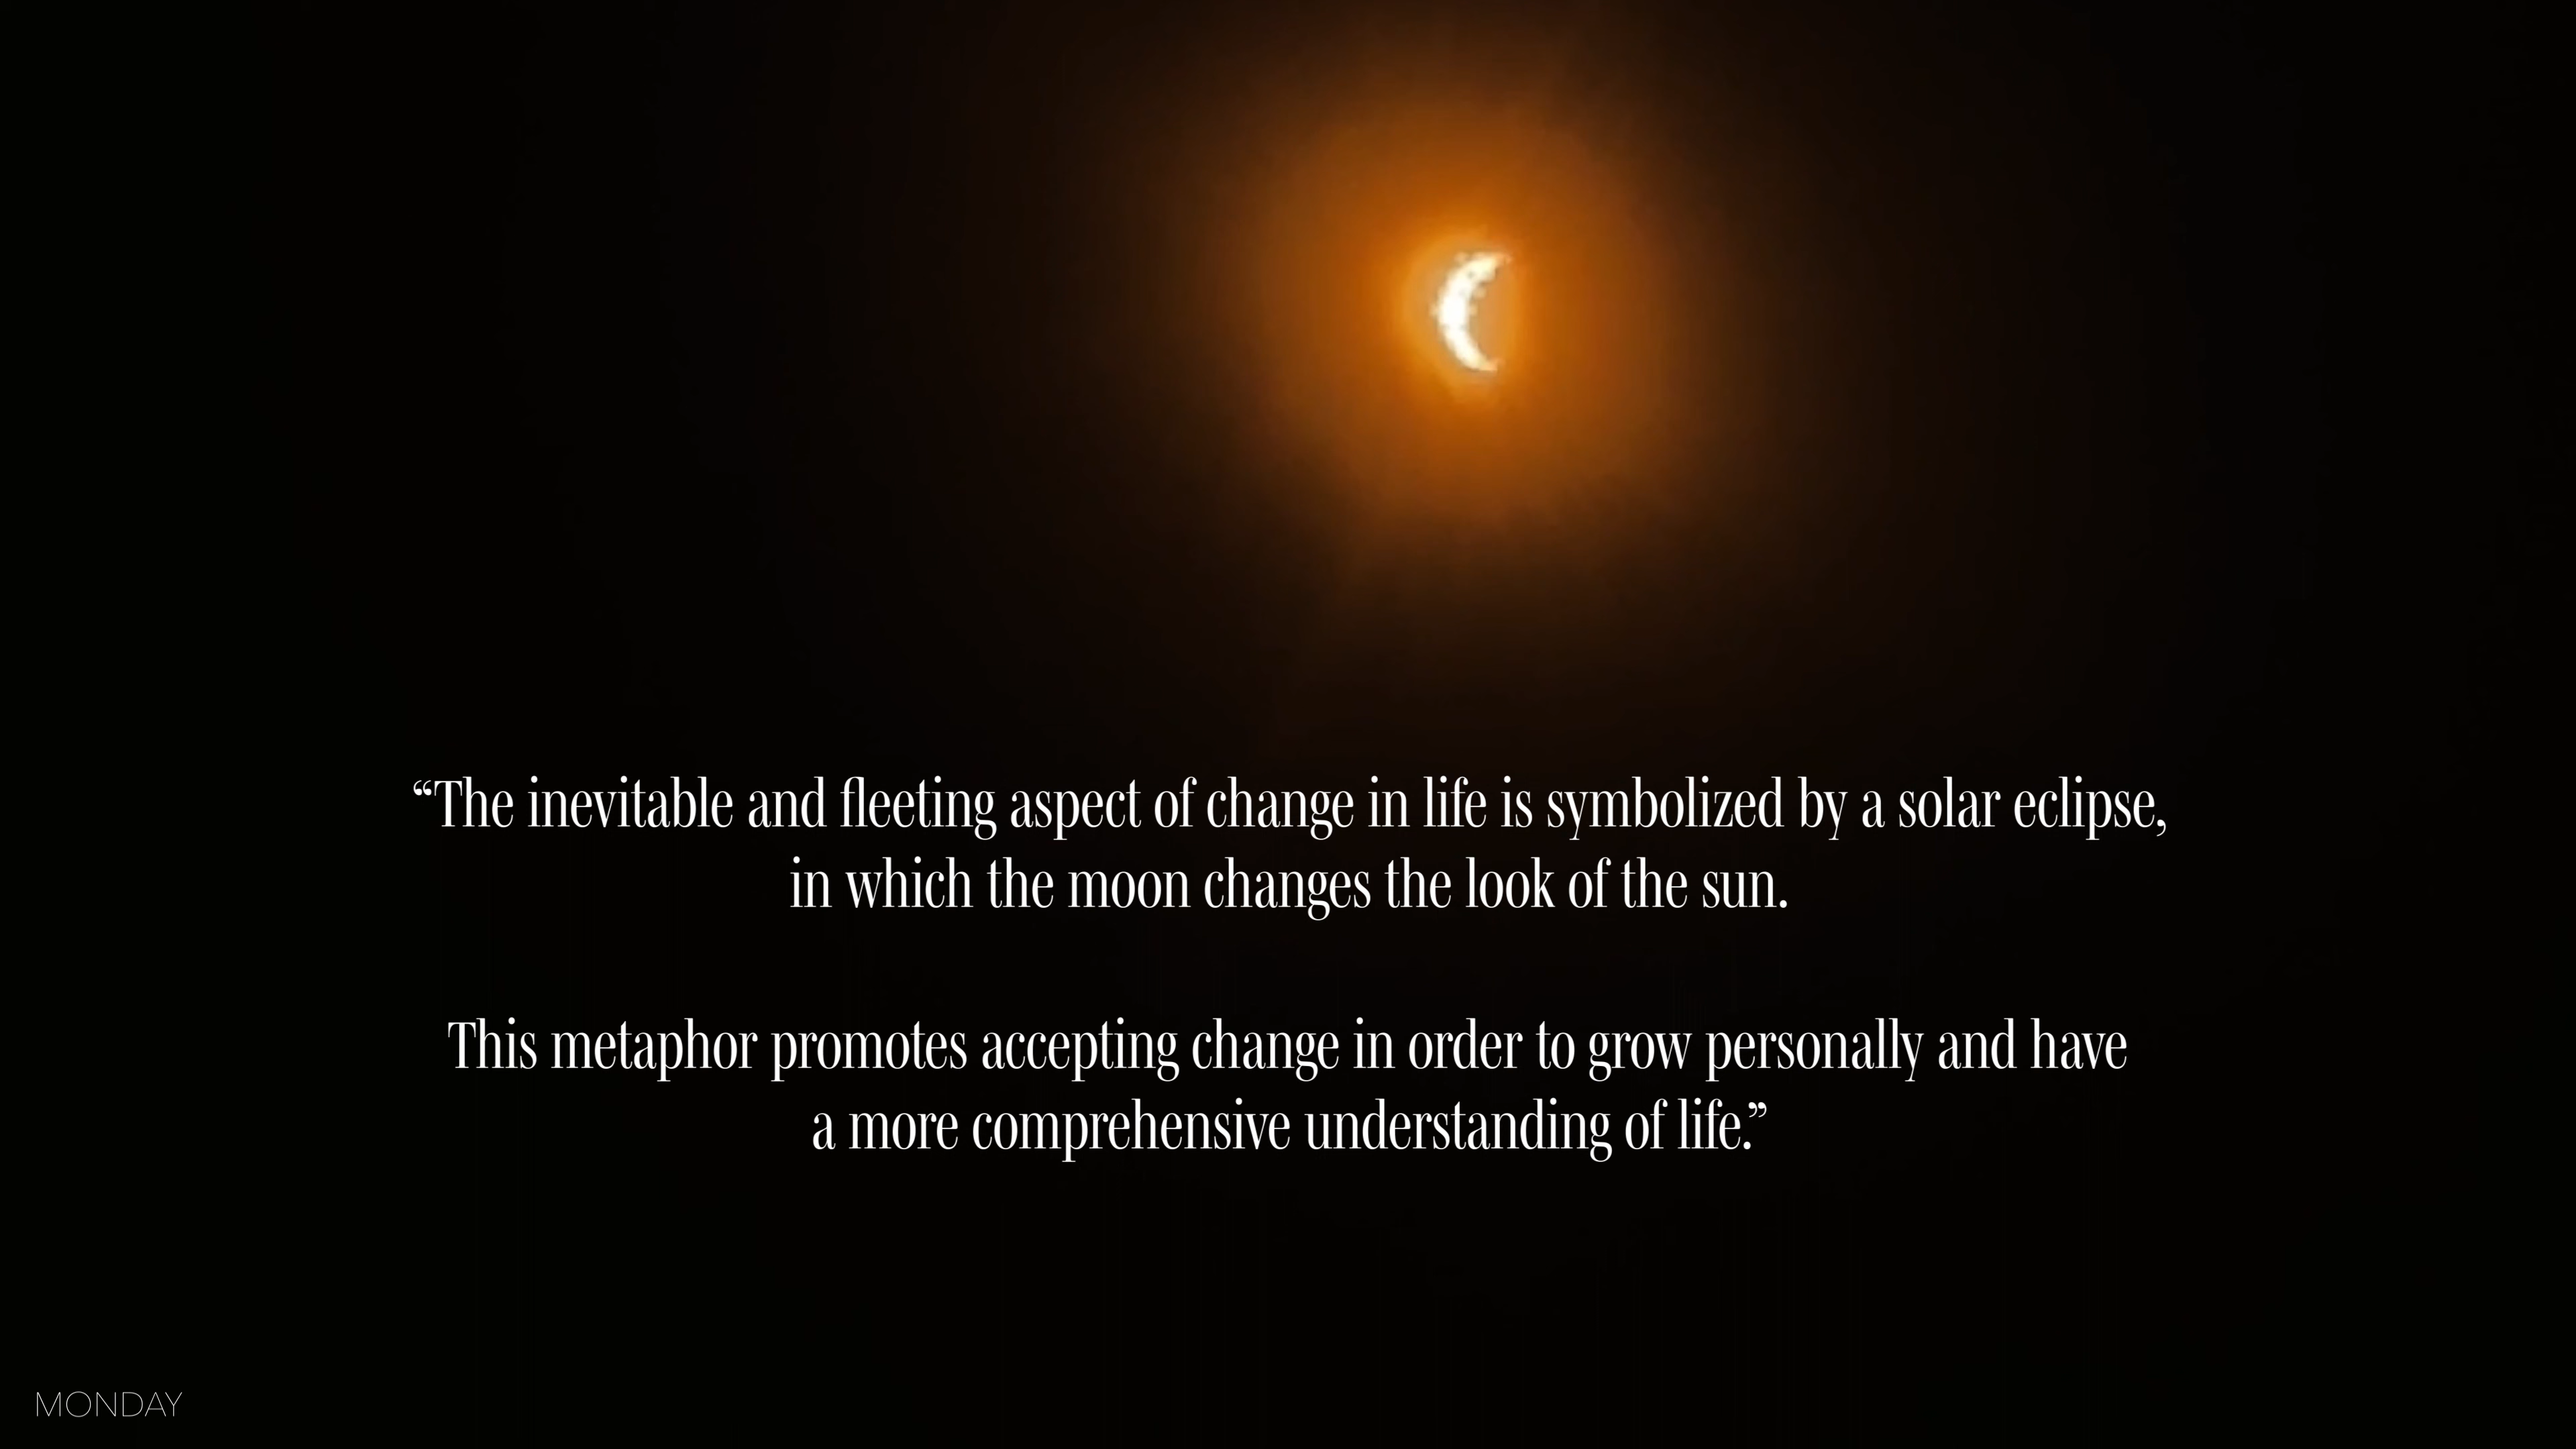 “The inevitable and fleeting aspect of change in life is symbolized by a solar eclipse,
in which the moon changes the look of the sun.
This metaphor promotes accepting change in order to grow personally and have
a more comprehensive understanding of life.”
MONDAY